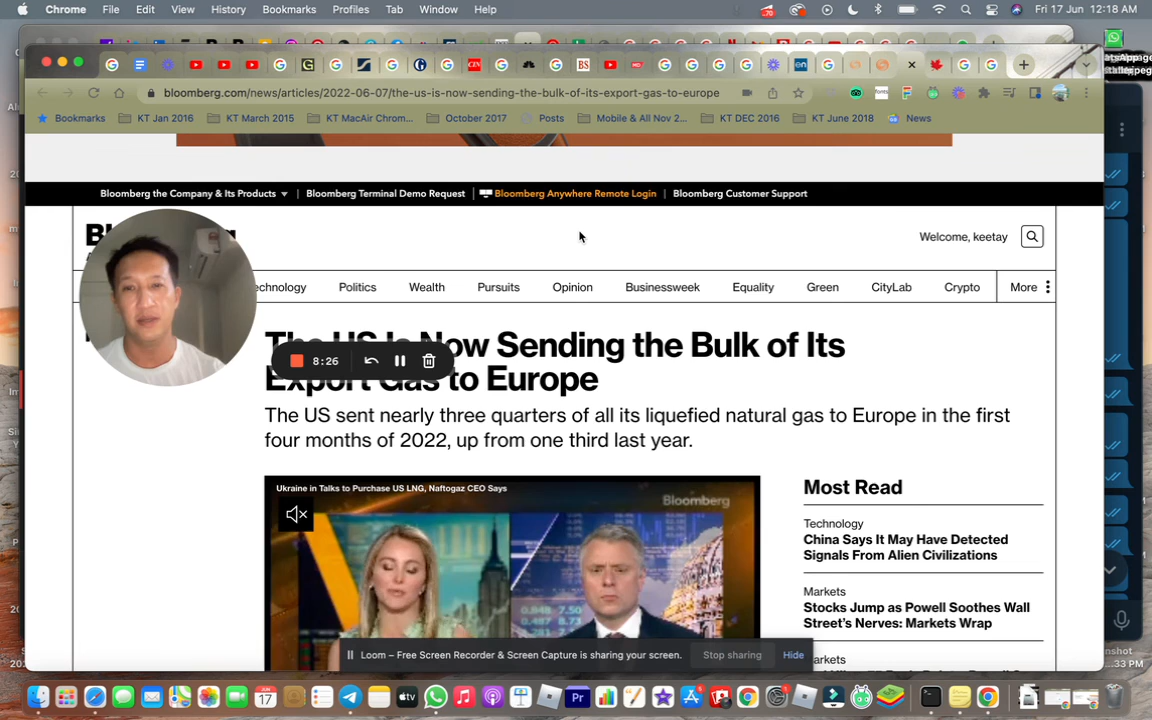 Chrome File Edit View History Bookmarks Profiles Tab Window Help Fri 17 Jun 12:18 AM
bloomberg.com/news/articles/2022-06-07/the-us-is-now-sending-the-bulk-of-its-export-gas-to-europe
Bookmarks KT Jan 2016 KT March 2015 KT MacAir Chrom... October 2017 Posts Mobile & All Nov 2... KT DEC 2016 KT June 2018 News
Bloomberg the Company & Its Products Bloomberg Terminal Demo Request Bloomberg Anywhere Remote Login Bloomberg Customer Support
Welcome, keetay
Politics Wealth Pursuits Opinion Businessweek Equality Green CityLab Crypto More
The US Is Now Sending the Bulk of Its
8:26
Export Gas to Europe
The US sent nearly three quarters of all its liquefied natural gas to Europe in the first
four months of 2022, up from one third last year.
Ukraine in Talks to Purchase US LNG, Naftogaz CEO Says
Bloomberg
Most Read
Technology
China Says It May Have Detected
Signals From Alien Civilizations
Markets
Stocks Jump as Powell Soothes Wall
Street's Nerves: Markets Wrap
Loom – Free Screen Recorder & Screen Capture is sharing your screen. Stop sharing Hide